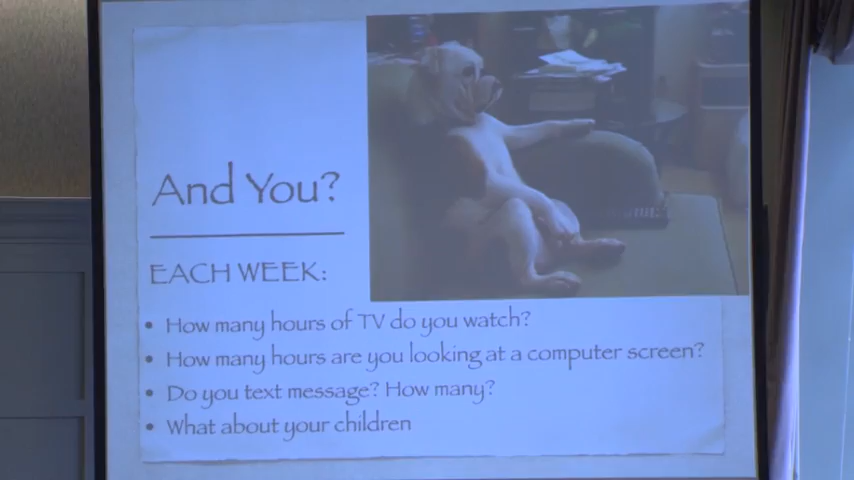 And You?
EACH WEEK:
• How many hours of TV do you watch?
• How many hours are you looking at a computer screen?
• Do you text message? How many?
• What about your children